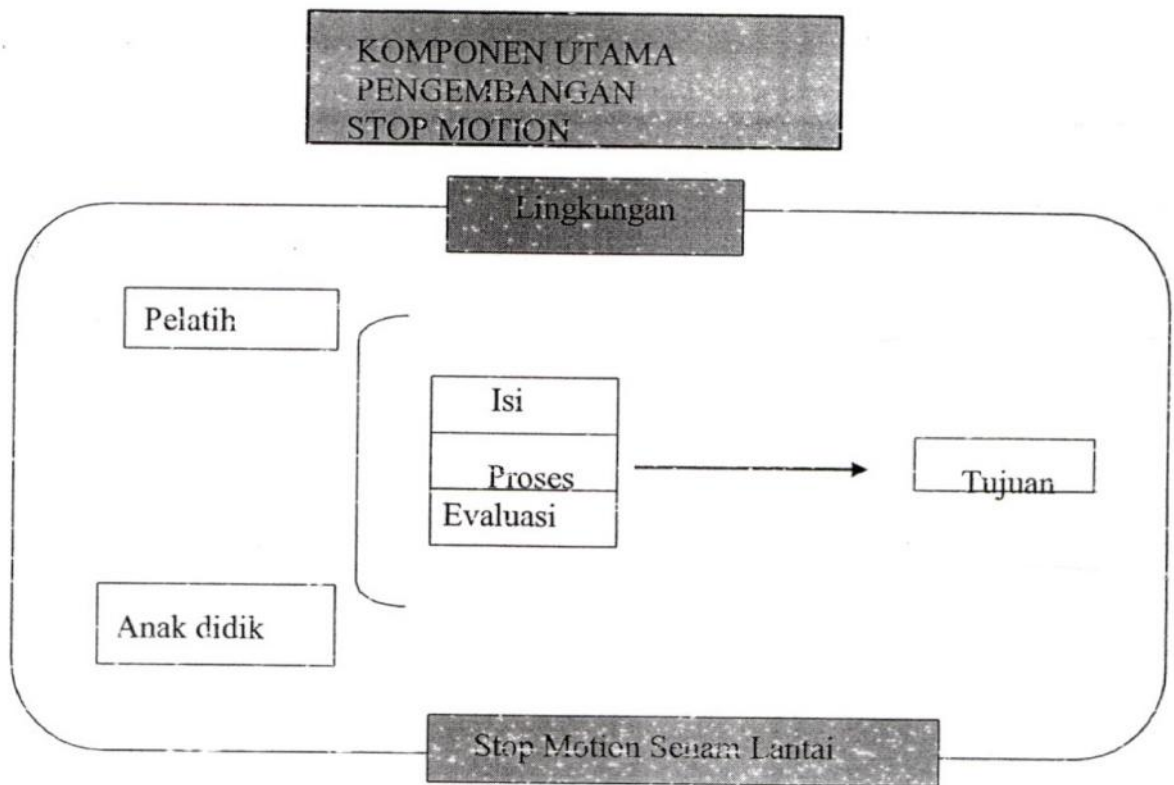 KOMPONEN UTAMA
PENGEMBANGAN
STOP MOTION
Lingkungan
Pelatih
Isi
Proses
Evaluasi
Tujuan
Anak didik
Stop Motion Senam Lantai